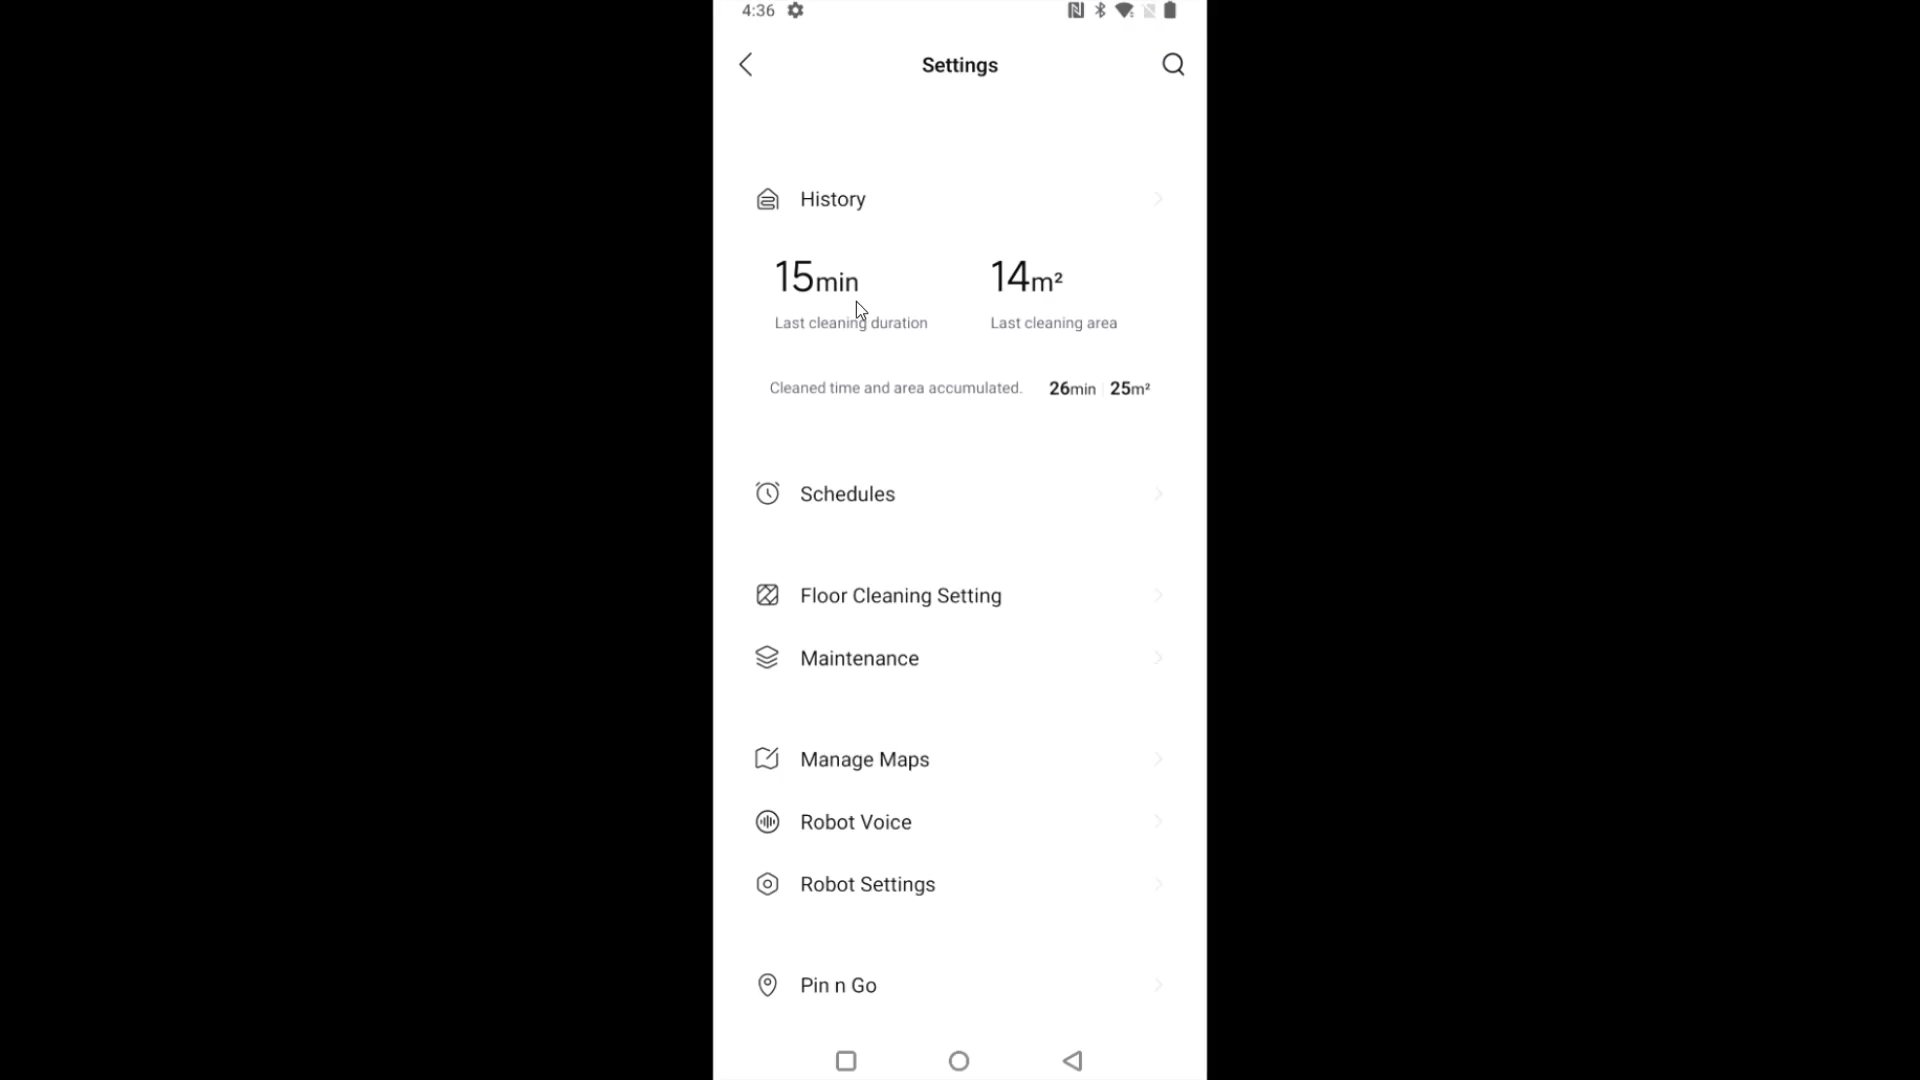 4:36
Settings
History
15min
14m²
Last cleaning duration
Last cleaning area
Cleaned time and area accumulated. 26min 25m²
Schedules
Floor Cleaning Setting
Maintenance
Manage Maps
Robot Voice
Robot Settings
Pin n Go